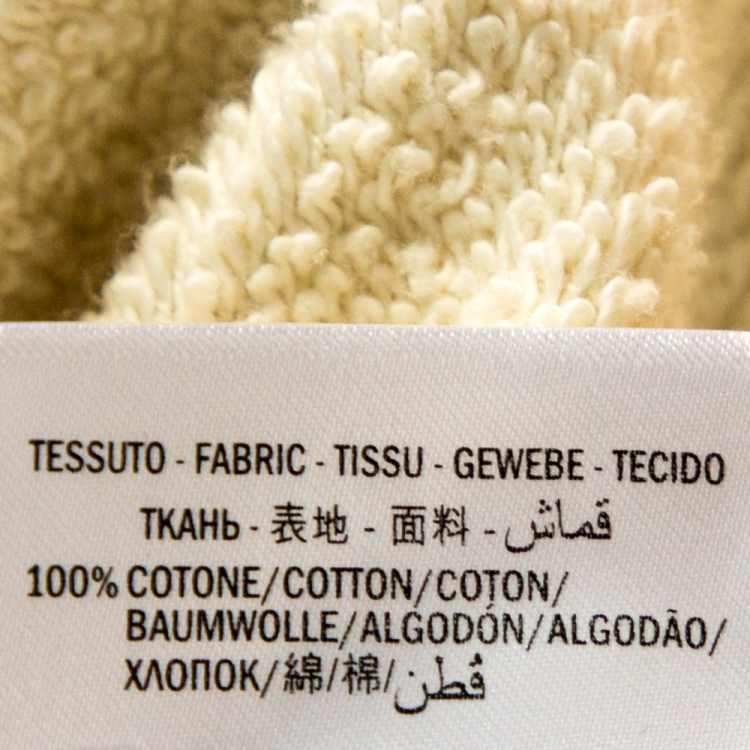 TESSUTO - FABRIC - TISSU - GEWEBE - TECIDO
ТКАНЬ - 表地 - 面料 - قماش
100% COTONE/COTTON/COTON/
BAUMWOLLE/ALGODÓN/ALGODÃO/
ХЛОПОК/綿/棉/قطن